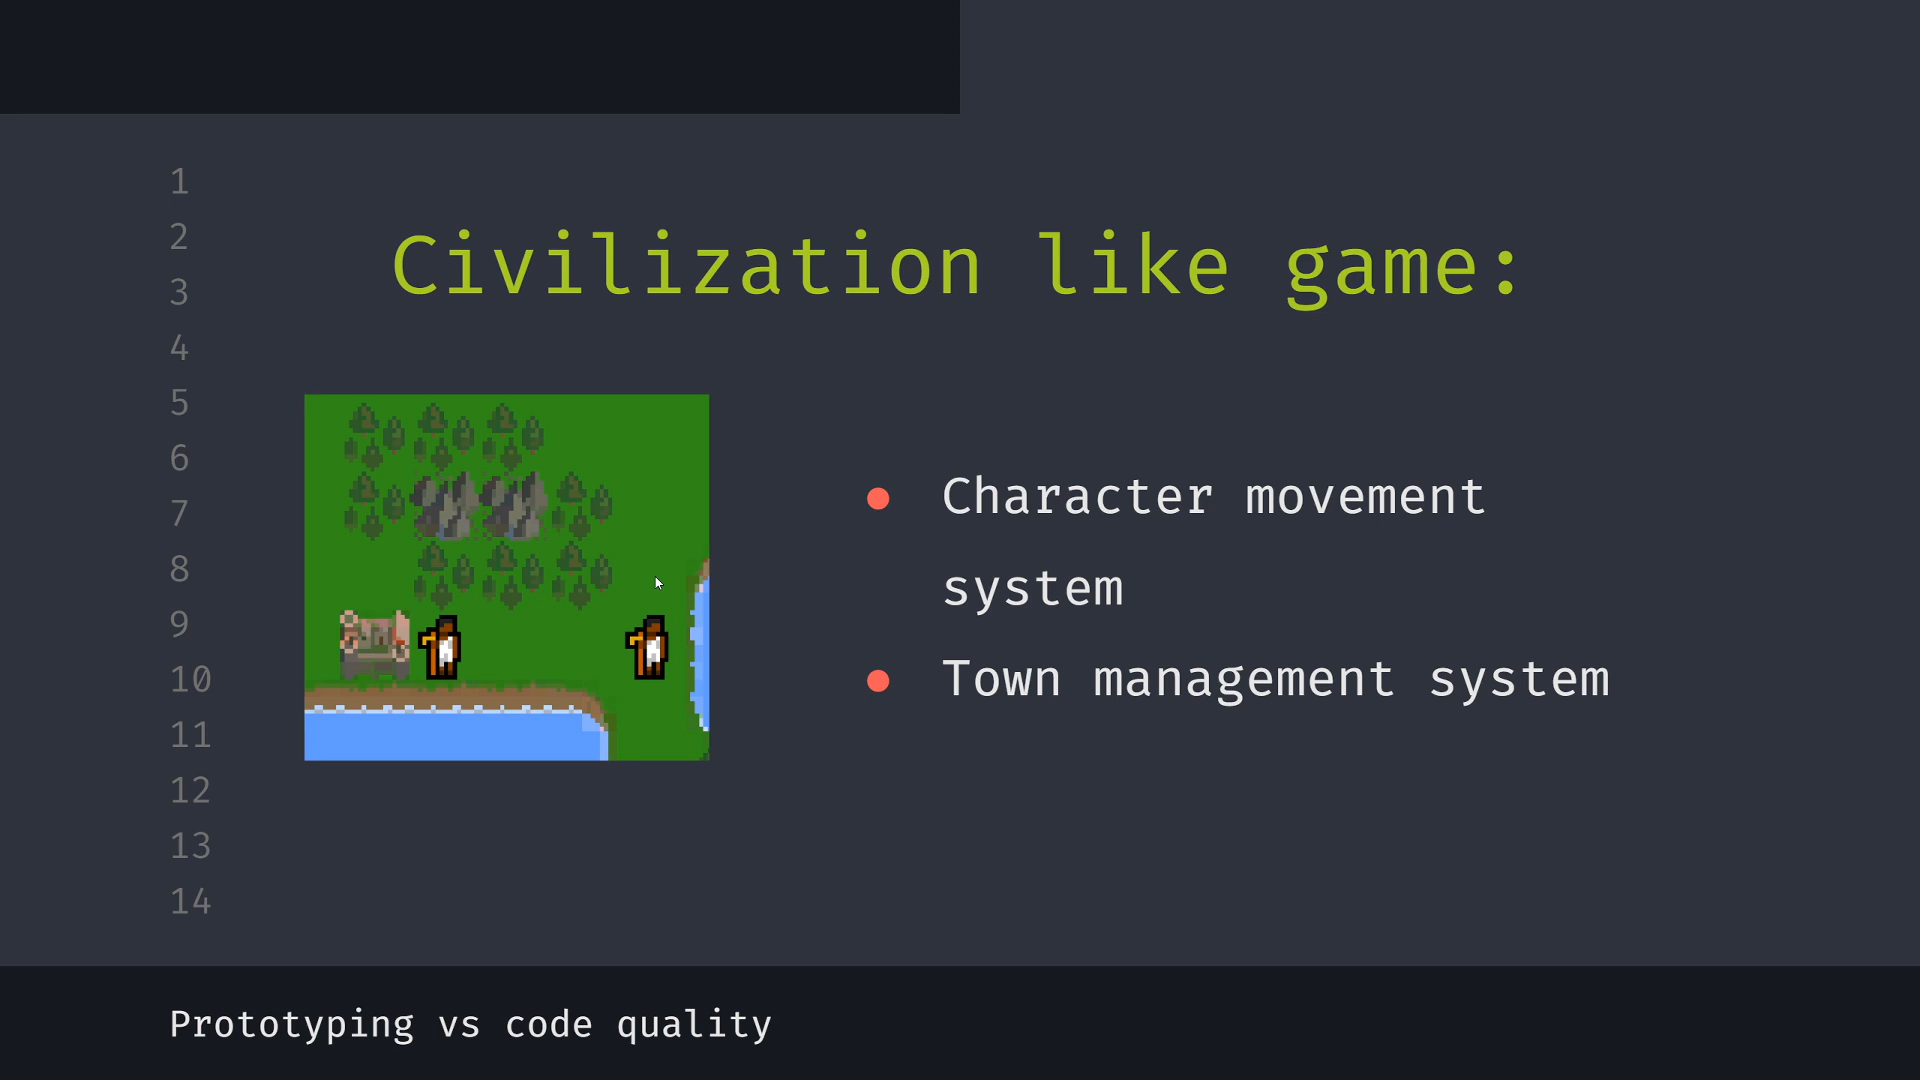 1
2
Civilization like game:
3
4
5
6
Character movement
7
system
8
9
Town management system
10
11
12
13
14
Prototyping vs code quality